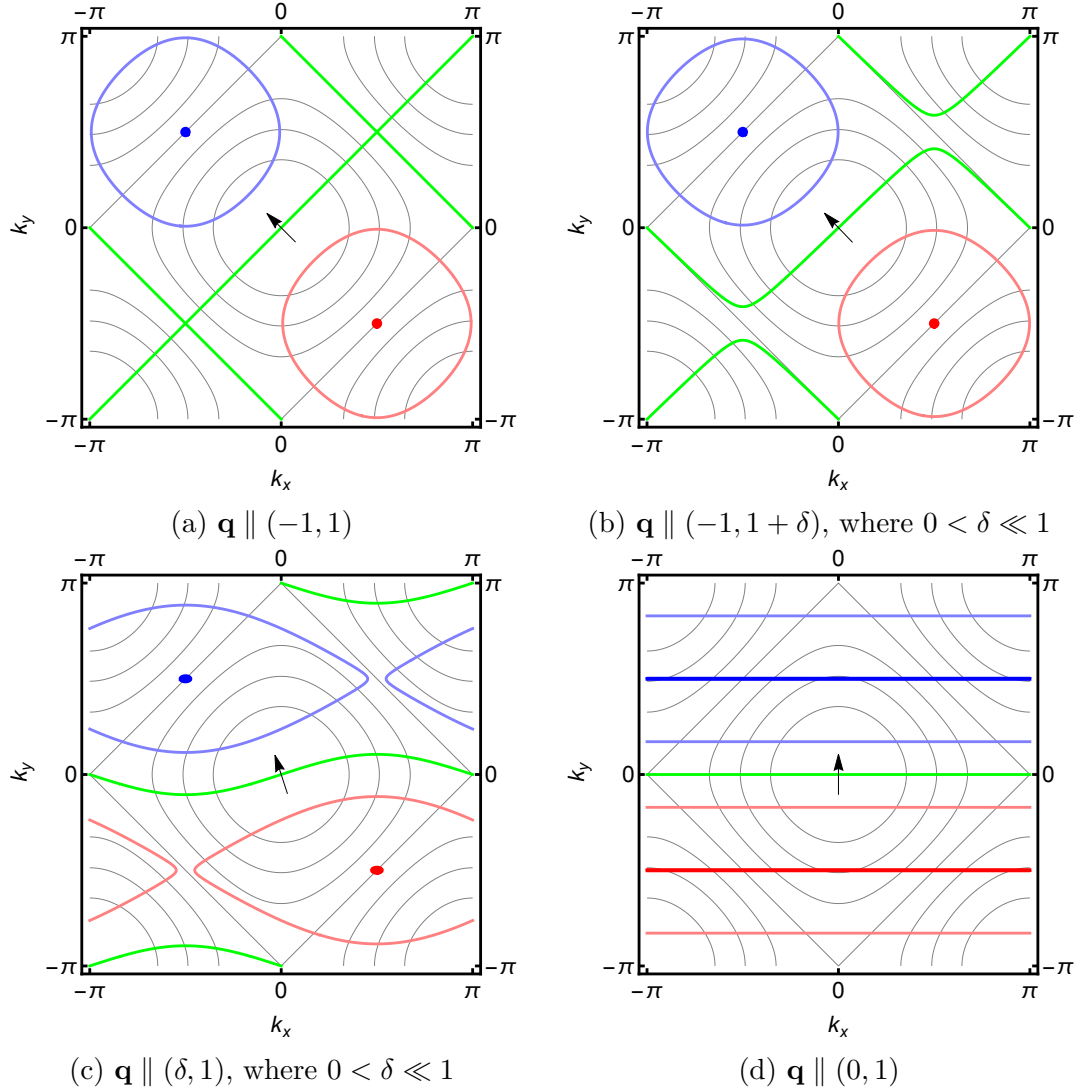 −π 0 π
−π 0 π
π π
π π
k_y 0 0
k_y 0 0
−π −π
−π −π
−π 0 π
−π 0 π
k_x
k_x
(a) q ∥ (−1, 1)
(b) q ∥ (−1, 1 + δ), where 0 < δ ≪ 1
−π 0 π
−π 0 π
π π
π π
k_y 0 0
k_y 0 0
−π −π
−π −π
−π 0 π
−π 0 π
k_x
k_x
(c) q ∥ (δ, 1), where 0 < δ ≪ 1
(d) q ∥ (0, 1)